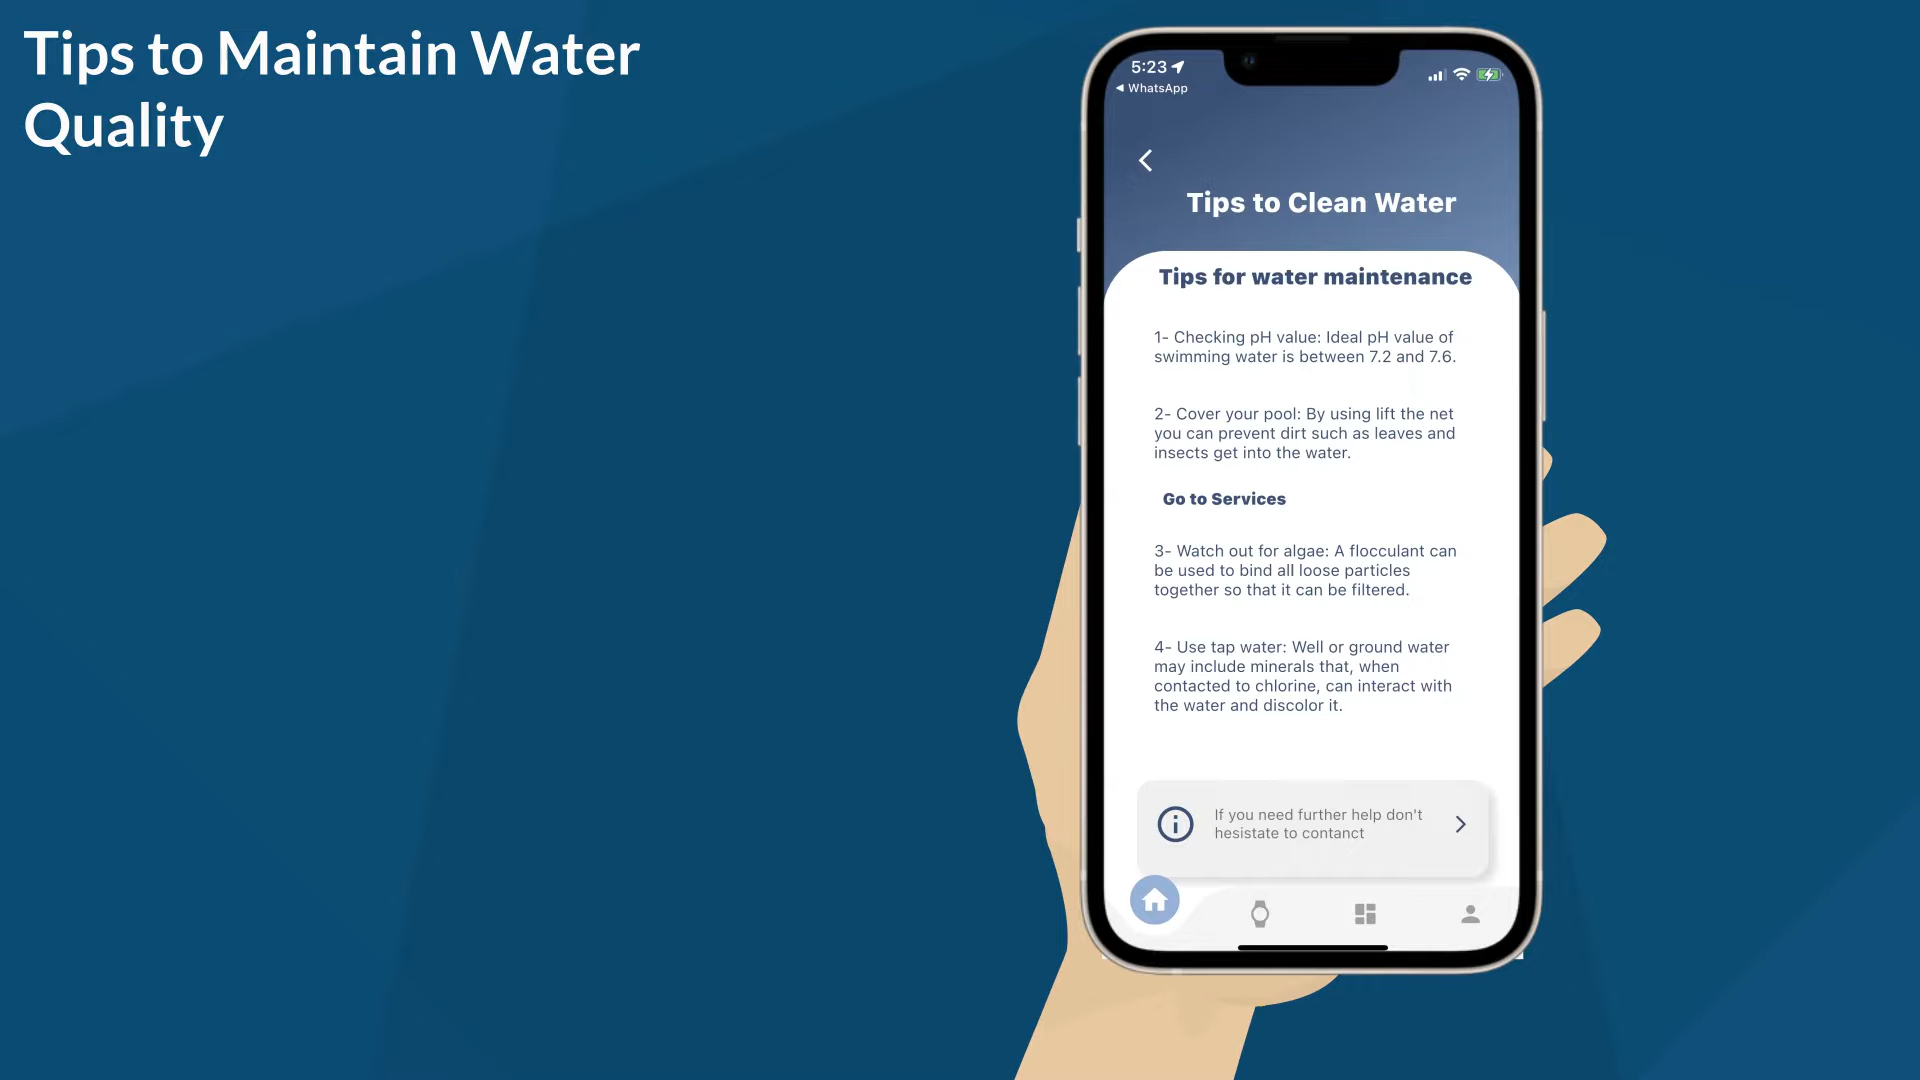 Tips to Maintain Water
Quality
5:23
WhatsApp
Tips to Clean Water
Tips for water maintenance
1- Checking pH value: Ideal pH value of
swimming water is between 7.2 and 7.6.
2- Cover your pool: By using lift the net
you can prevent dirt such as leaves and
insects get into the water.
Go to Services
3- Watch out for algae: A flocculant can
be used to bind all loose particles
together so that it can be filtered.
4- Use tap water: Well or ground water
may include minerals that, when
contacted to chlorine, can interact with
the water and discolor it.
If you need further help don't
hesistate to contanct